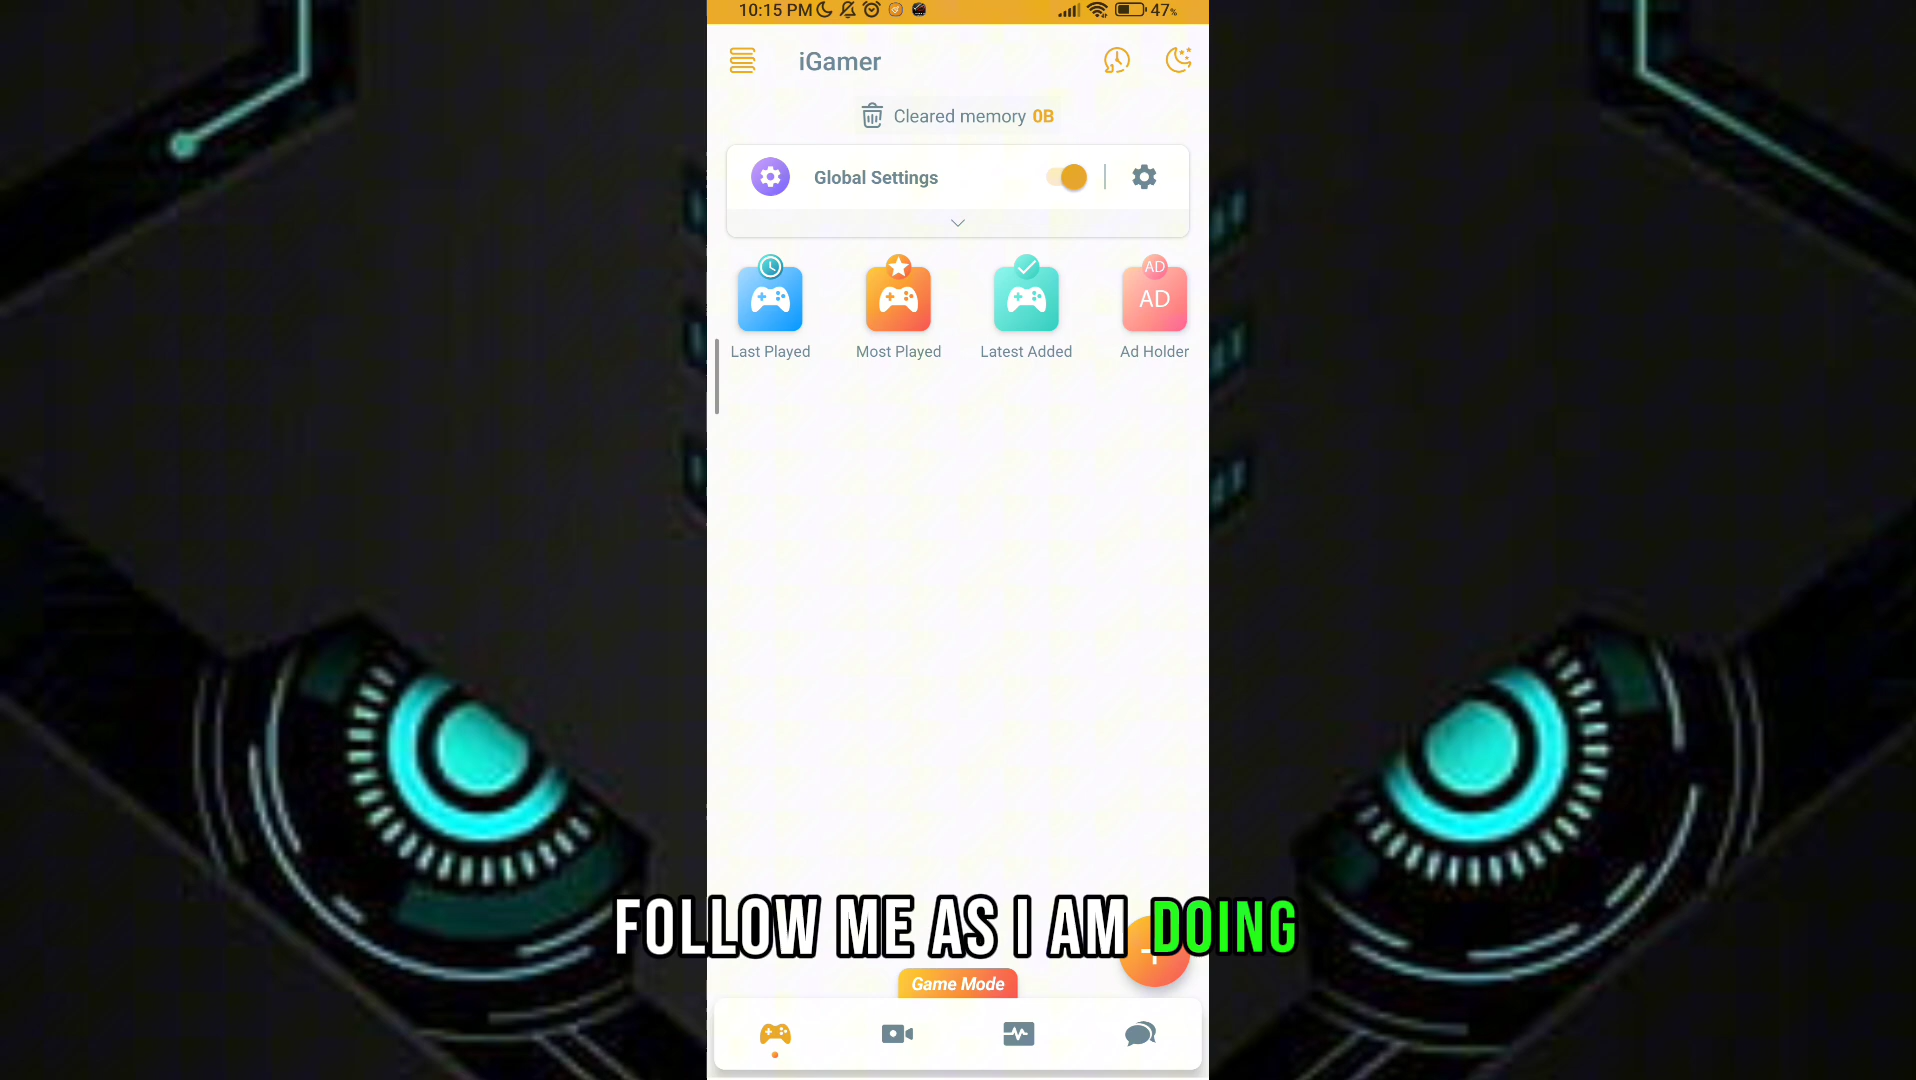 10:15 PM 47%
iGamer
Cleared memory 0B
Global Settings
AD
AD
Last Played Most Played Latest Added Ad Holder
FOLLOW ME AS I AM DOING
Game Mode